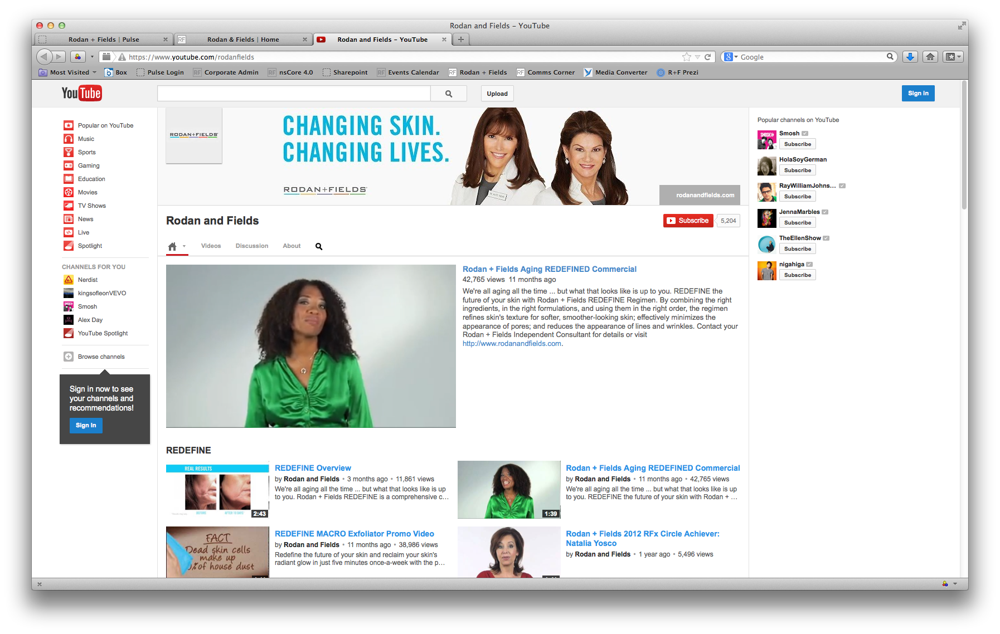 Rodan and Fields – YouTube
Rodan + Fields | Pulse
RF Rodan & Fields | Home
Rodan and Fields – YouTube
https://www.youtube.com/rodanfields
Google
Most Visited
Box
Pulse Login
RF Corporate Admin
RF nsCore 4.0
Sharepoint
RF Events Calendar
RF Rodan + Fields
RF Comms Corner
Media Converter
R+F Prezi
YouTube
Upload
Sign In
Popular on YouTube
Music
Sports
Gaming
Education
Movies
TV Shows
News
Live
Spotlight
CHANNELS FOR YOU
Nerdist
kingsofleonVEVO
Smosh
Alex Day
YouTube Spotlight
Browse channels
Sign in now to see
your channels and
recommendations!
Sign In
RODAN+FIELDS
CHANGING SKIN.
CHANGING LIVES.
RODAN+FIELDS®
rodanandfields.com
Rodan and Fields
Subscribe 5,204
Videos
Discussion
About
Rodan + Fields Aging REDEFINED Commercial
42,765 views 11 months ago
We're all aging all the time ... but what that looks like is up to you. REDEFINE the
future of your skin with Rodan + Fields REDEFINE Regimen. By combining the right
ingredients, in the right formulations, and using them in the right order, the regimen
refines skin's texture for softer, smoother-looking skin; effectively minimizes the
appearance of pores; and reduces the appearance of lines and wrinkles. Contact your
Rodan + Fields Independent Consultant for details or visit
http://www.rodanandfields.com.
REDEFINE
REAL RESULTS
BEFORE
2:43
REDEFINE Overview
by Rodan and Fields • 3 months ago • 11,861 views
We're all aging all the time ... but what that looks like is up
to you. Rodan + Fields REDEFINE is a comprehensive c...
1:39
Rodan + Fields Aging REDEFINED Commercial
by Rodan and Fields • 11 months ago • 42,765 views
We're all aging all the time ... but what that looks like is up
to you. REDEFINE the future of your skin with Rodan + ...
FACT
Dead skin cells
make up
% of house dust
REDEFINE MACRO Exfoliator Promo Video
by Rodan and Fields • 11 months ago • 38,986 views
Redefine the future of your skin and reclaim your skin's
radiant glow in just five minutes once-a-week with the p...
Rodan + Fields 2012 RFx Circle Achiever:
Natalia Yosco
by Rodan and Fields • 1 year ago • 5,496 views
Popular channels on YouTube
SMOSH
Smosh
Subscribe
HolaSoyGerman
Subscribe
RayWilliamJohns...
Subscribe
JennaMarbles
Subscribe
TheEllenShow
Subscribe
nigahiga
Subscribe